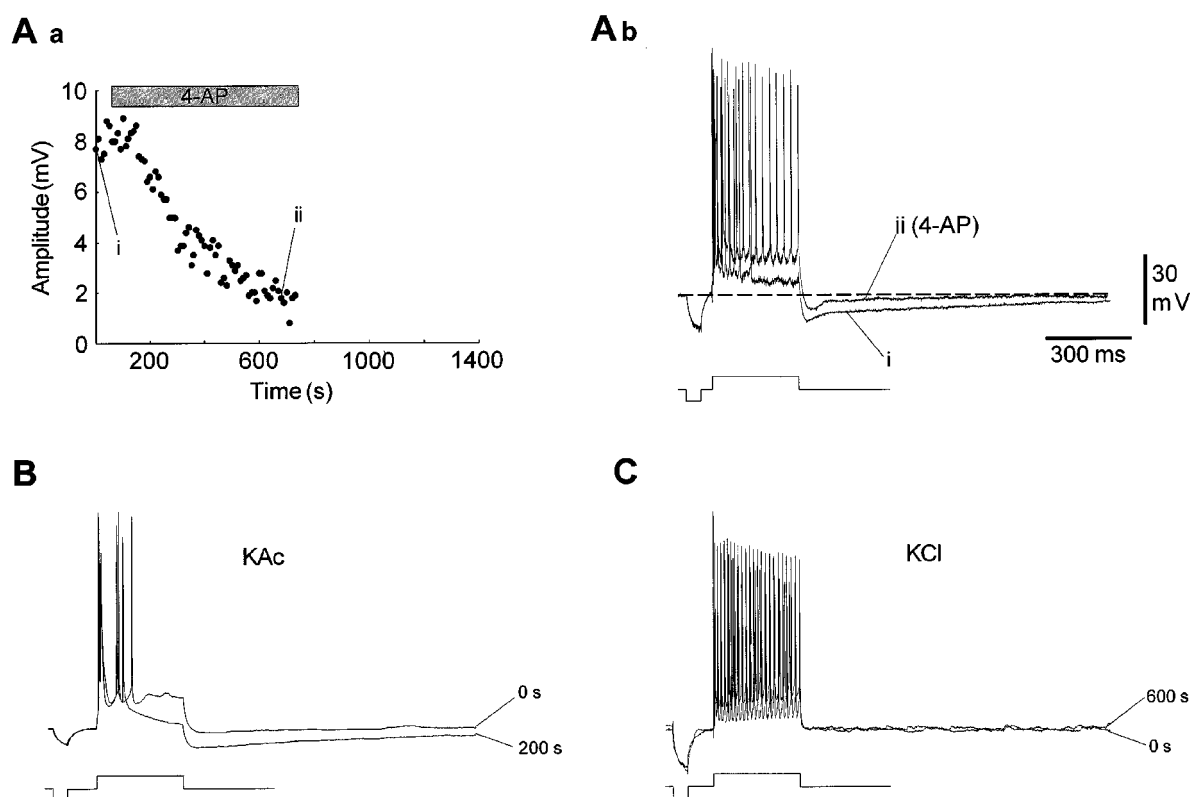 A a
4-AP
10
8
6
4
2
0
Amplitude (mV)
i
ii
200
600
1000
1400
Time (s)
A b
ii (4-AP)
i
30
mV
300 ms
B
KAc
0 s
200 s
C
KCl
600 s
0 s